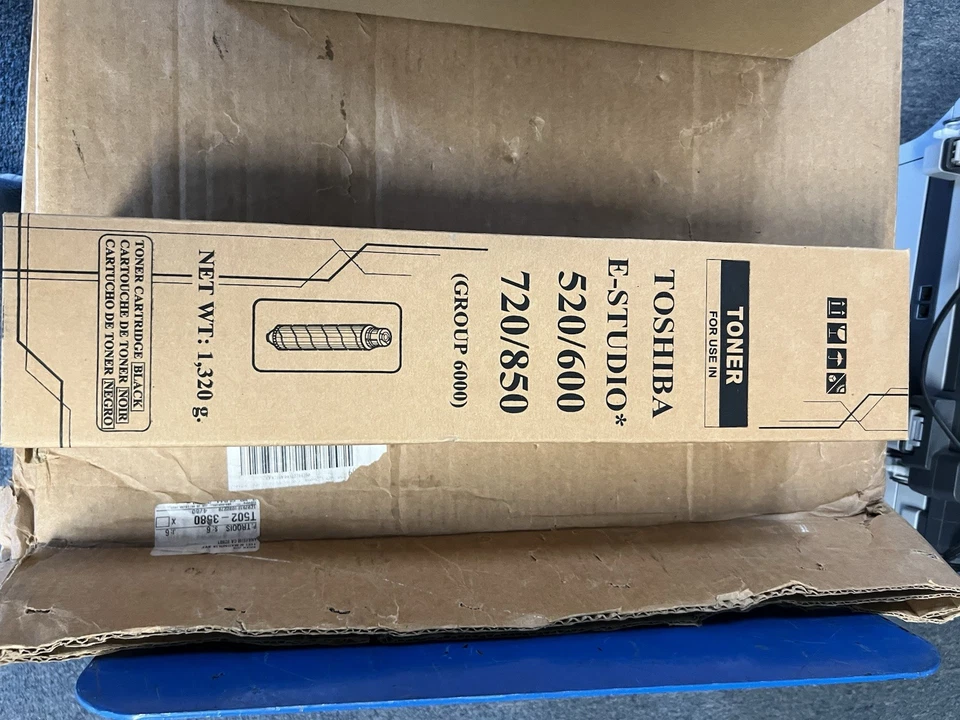 TONER
FOR USE IN
TOSHIBA
E-STUDIO*
520/600
720/850
(GROUP 6000)
NET WT: 1,320 g.
TONER CARTRIDGE BLACK
CARTOUCHE DE TONER NOIR
CARTUCHO DE TONER NEGRO
T502-3580
X